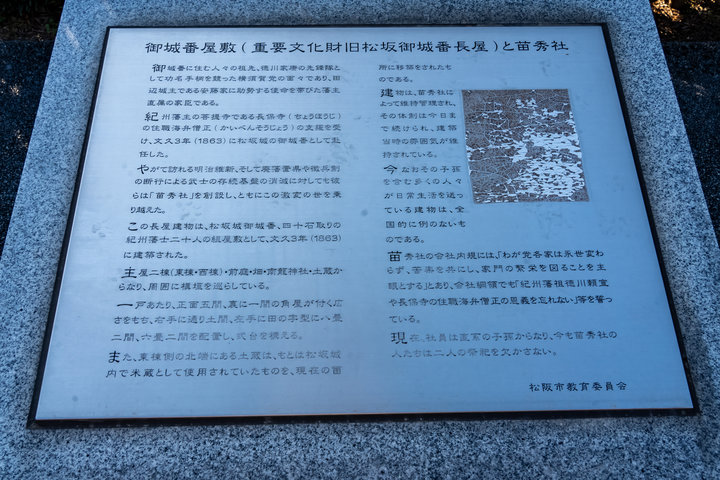 御城番屋敷(重要文化財旧松坂御城番長屋)と苗秀社
御城番に住む人々の祖先、徳川家康の先鋒隊と
して功名手柄を競った横須賀党の面々であり、田
辺城主である安藤家に助勢する使命を帯びた藩主
直属の家臣である。
紀州藩主の菩提寺である長保寺(ちょうほうじ)
の住職海弁僧正(かいべんそうじょう)の支援を受
け、文久3年(1863)に松坂城の御城番として赴
任した。
やがて訪れる明治維新、そして廃藩置県や徴兵制
の断行による武士の存続基盤の消滅に対しても彼
らは「苗秀社」を創設し、ともにこの激変の世を乗
り越えた。
この長屋建物は、松坂城御城番、四十石取りの
紀州藩士二十人の組屋敷として、文久3年(1863)
に建築された。
主屋二棟(東棟・西棟)・前庭・畑・南龍神社・土蔵か
らなり、周囲に槇垣を巡らしている。
一戸あたり、正面五間、裏に一間の角屋が付く広
さをもち、右手に通り土間、左手に田の字型に八畳
二間、六畳二間を配置し、式台を構える。
また、東棟側の北端にある土蔵は、もとは松坂城
内で米蔵として使用されていたものを、現在の苗
所に移築をされたも
のである。
建物は、苗秀社に
よって維持管理され、
その体制は今日ま
で続けられ、建築
当時の雰囲気が維
持されている。
今なおその子孫
を含む多くの人々
が日常生活を送っ
ている建物は、全
国的に例のないも
のである。
苗秀社の会社内規には、「わが党各家は永世変わ
らず、苦楽を共にし、家門の繁栄を図ることを主
眼とする」とあり、会社綱領でも「紀州藩祖徳川頼宣
や長保寺の住職海弁僧正の恩義を忘れない」等を誓っ
ている。
現在、社員は直系の子孫からなり、今も苗秀社の
人たちは二人の祭祀を欠かさない。
松阪市教育委員会